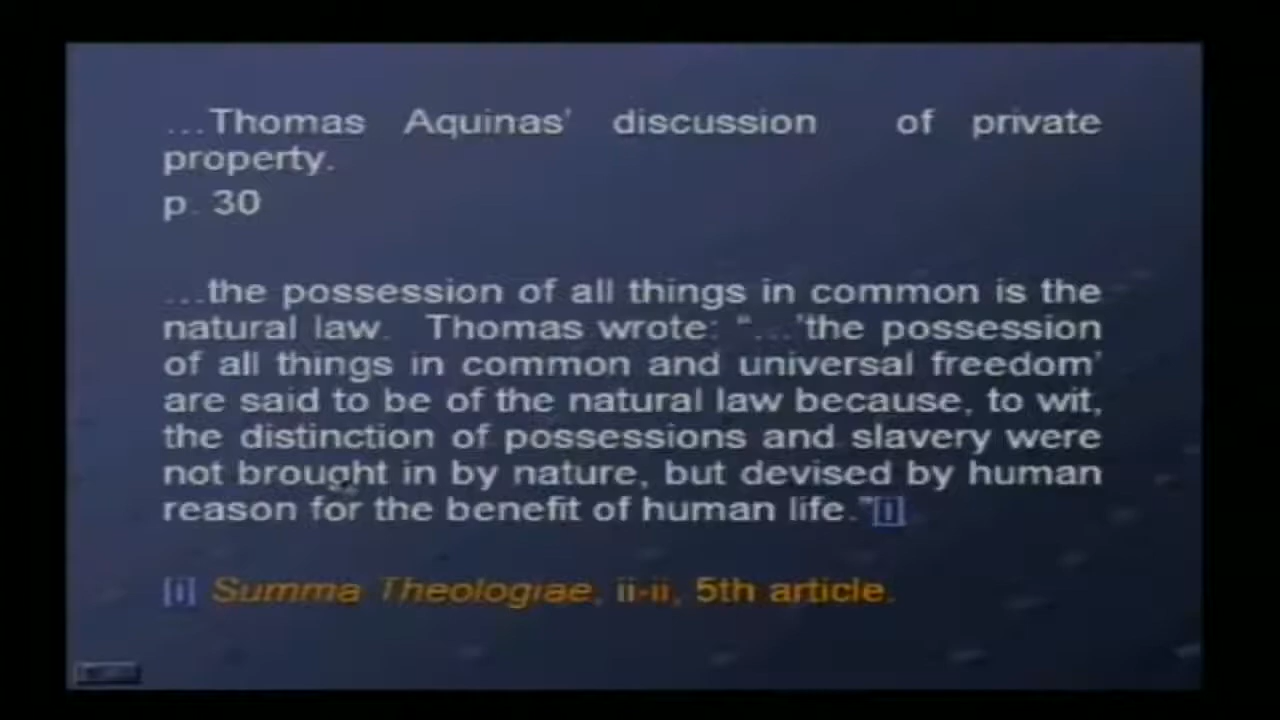 ...Thomas Aquinas' discussion of private
property.
p. 30
...the possession of all things in common is the
natural law. Thomas wrote: "...'the possession
of all things in common and universal freedom'
are said to be of the natural law because, to wit,
the distinction of possessions and slavery were
not brought in by nature, but devised by human
reason for the benefit of human life."[i]
[i] Summa Theologiae, ii-ii, 5th article.